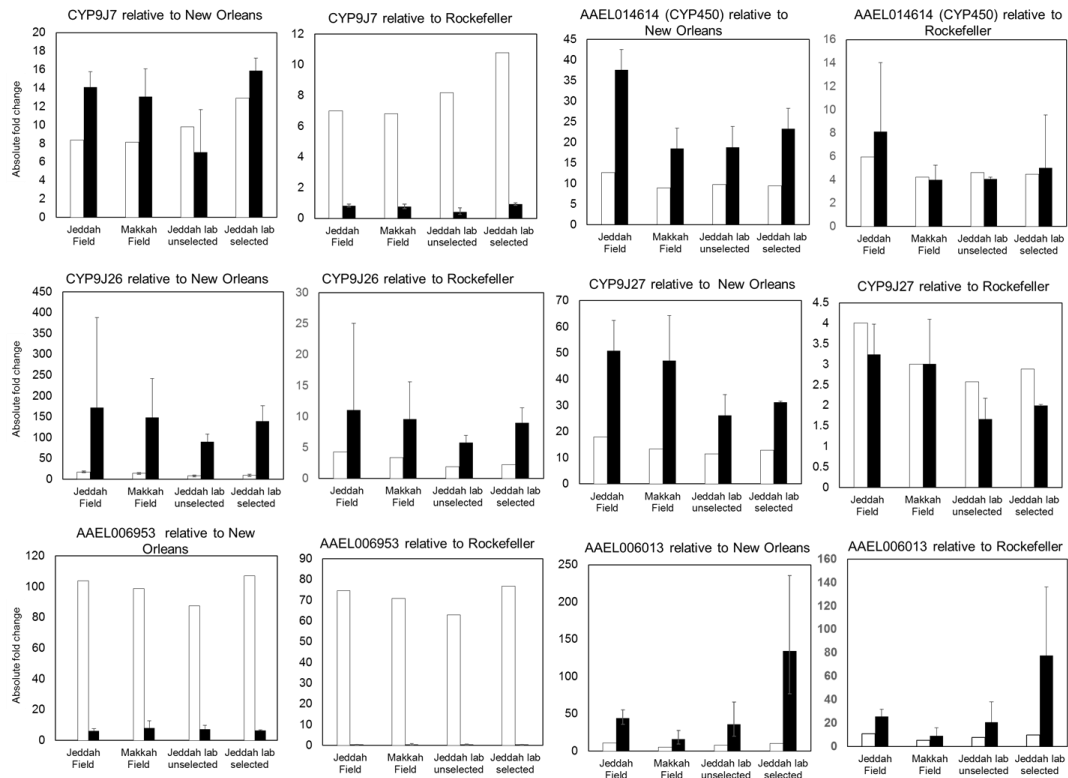 CYP9J7 relative to New Orleans
Absolute fold change
20
18
16
14
12
10
8
6
4
2
0
Jeddah Field
Makkah Field
Jeddah lab unselected
Jeddah lab selected
CYP9J7 relative to Rockefeller
12
10
8
6
4
2
0
Jeddah Field
Makkah Field
Jeddah lab unselected
Jeddah lab selected
AAEL014614 (CYP450) relative to
New Orleans
45
40
35
30
25
20
15
10
5
0
Jeddah Field
Makkah Field
Jeddah lab unselected
Jeddah lab selected
AAEL014614 (CYP450) relative to
Rockefeller
16
14
12
10
8
6
4
2
0
Jeddah Field
Makkah Field
Jeddah lab unselected
Jeddah lab selected
CYP9J26 relative to New Orleans
Absolute fold change
450
400
350
300
250
200
150
100
50
0
Jeddah Field
Makkah Field
Jeddah lab unselected
Jeddah lab selected
CYP9J26 relative to Rockefeller
30
25
20
15
10
5
0
Jeddah Field
Makkah Field
Jeddah lab unselected
Jeddah lab selected
CYP9J27 relative to New Orleans
70
60
50
40
30
20
10
0
Jeddah Field
Makkah Field
Jeddah lab unselected
Jeddah lab selected
CYP9J27 relative to Rockefeller
4.5
4
3.5
3
2.5
2
1.5
1
0.5
0
Jeddah Field
Makkah Field
Jeddah lab unselected
Jeddah lab selected
AAEL006953 relative to New
Orleans
Absolute fold change
120
100
80
60
40
20
0
Jeddah Field
Makkah Field
Jeddah lab unselected
Jeddah lab selected
AAEL006953 relative to Rockefeller
90
80
70
60
50
40
30
20
10
0
Jeddah Field
Makkah Field
Jeddah lab unselected
Jeddah lab selected
AAEL006013 relative to New Orleans
250
200
150
100
50
0
Jeddah Field
Makkah Field
Jeddah lab unselected
Jeddah lab selected
AAEL006013 relative to Rockefeller
160
140
120
100
80
60
40
20
0
Jeddah Field
Makkah Field
Jeddah lab unselected
Jeddah lab selected